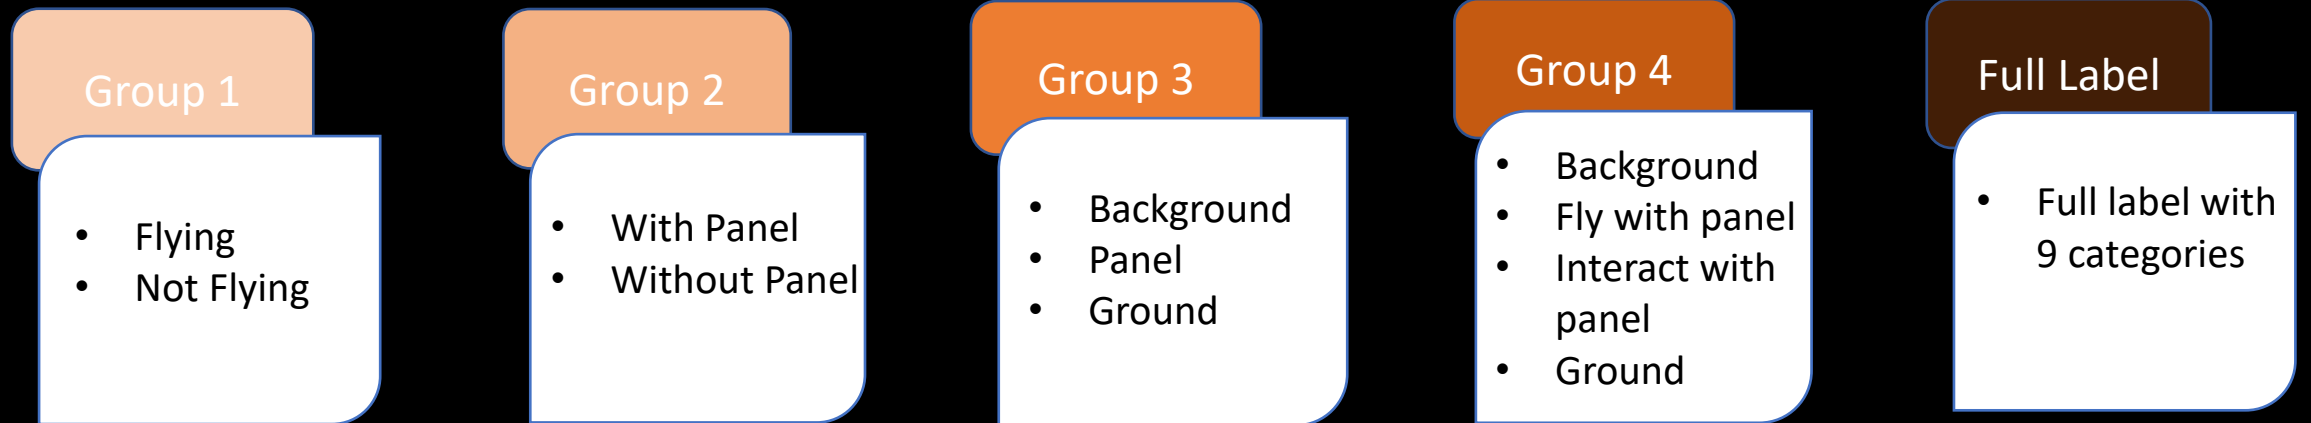 Group 1
• Flying
• Not Flying
Group 2
• With Panel
• Without Panel
Group 3
• Background
• Panel
• Ground
Group 4
• Background
• Fly with panel
• Interact with
panel
• Ground
Full Label
• Full label with
9 categories